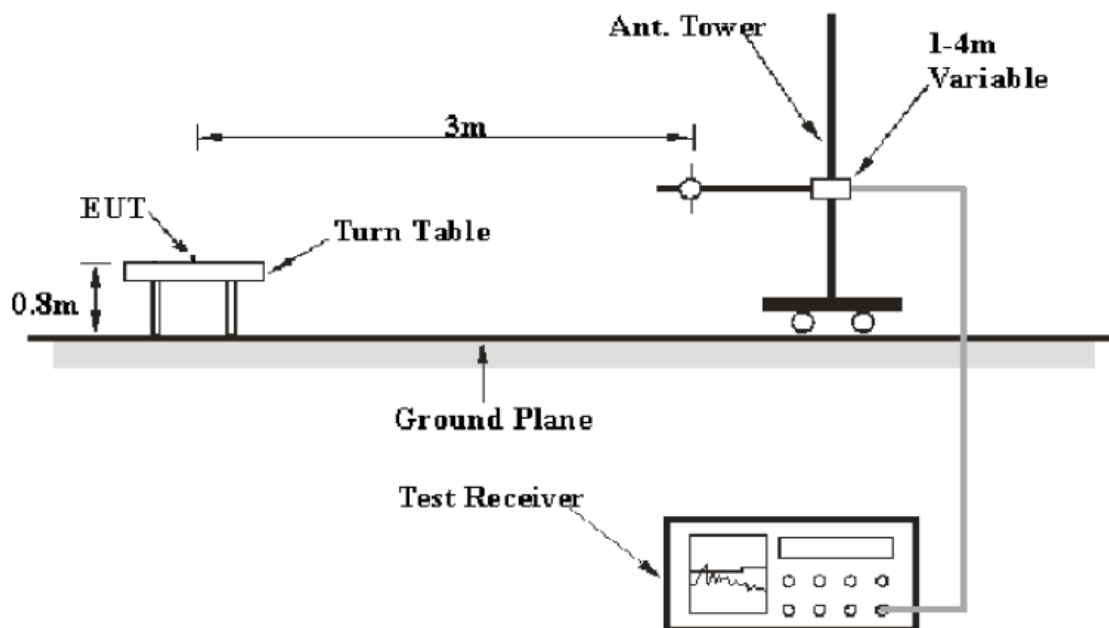 Ant. Tower
1-4m
Variable
3m
EUT
Turn Table
0.8m
Ground Plane
Test Receiver